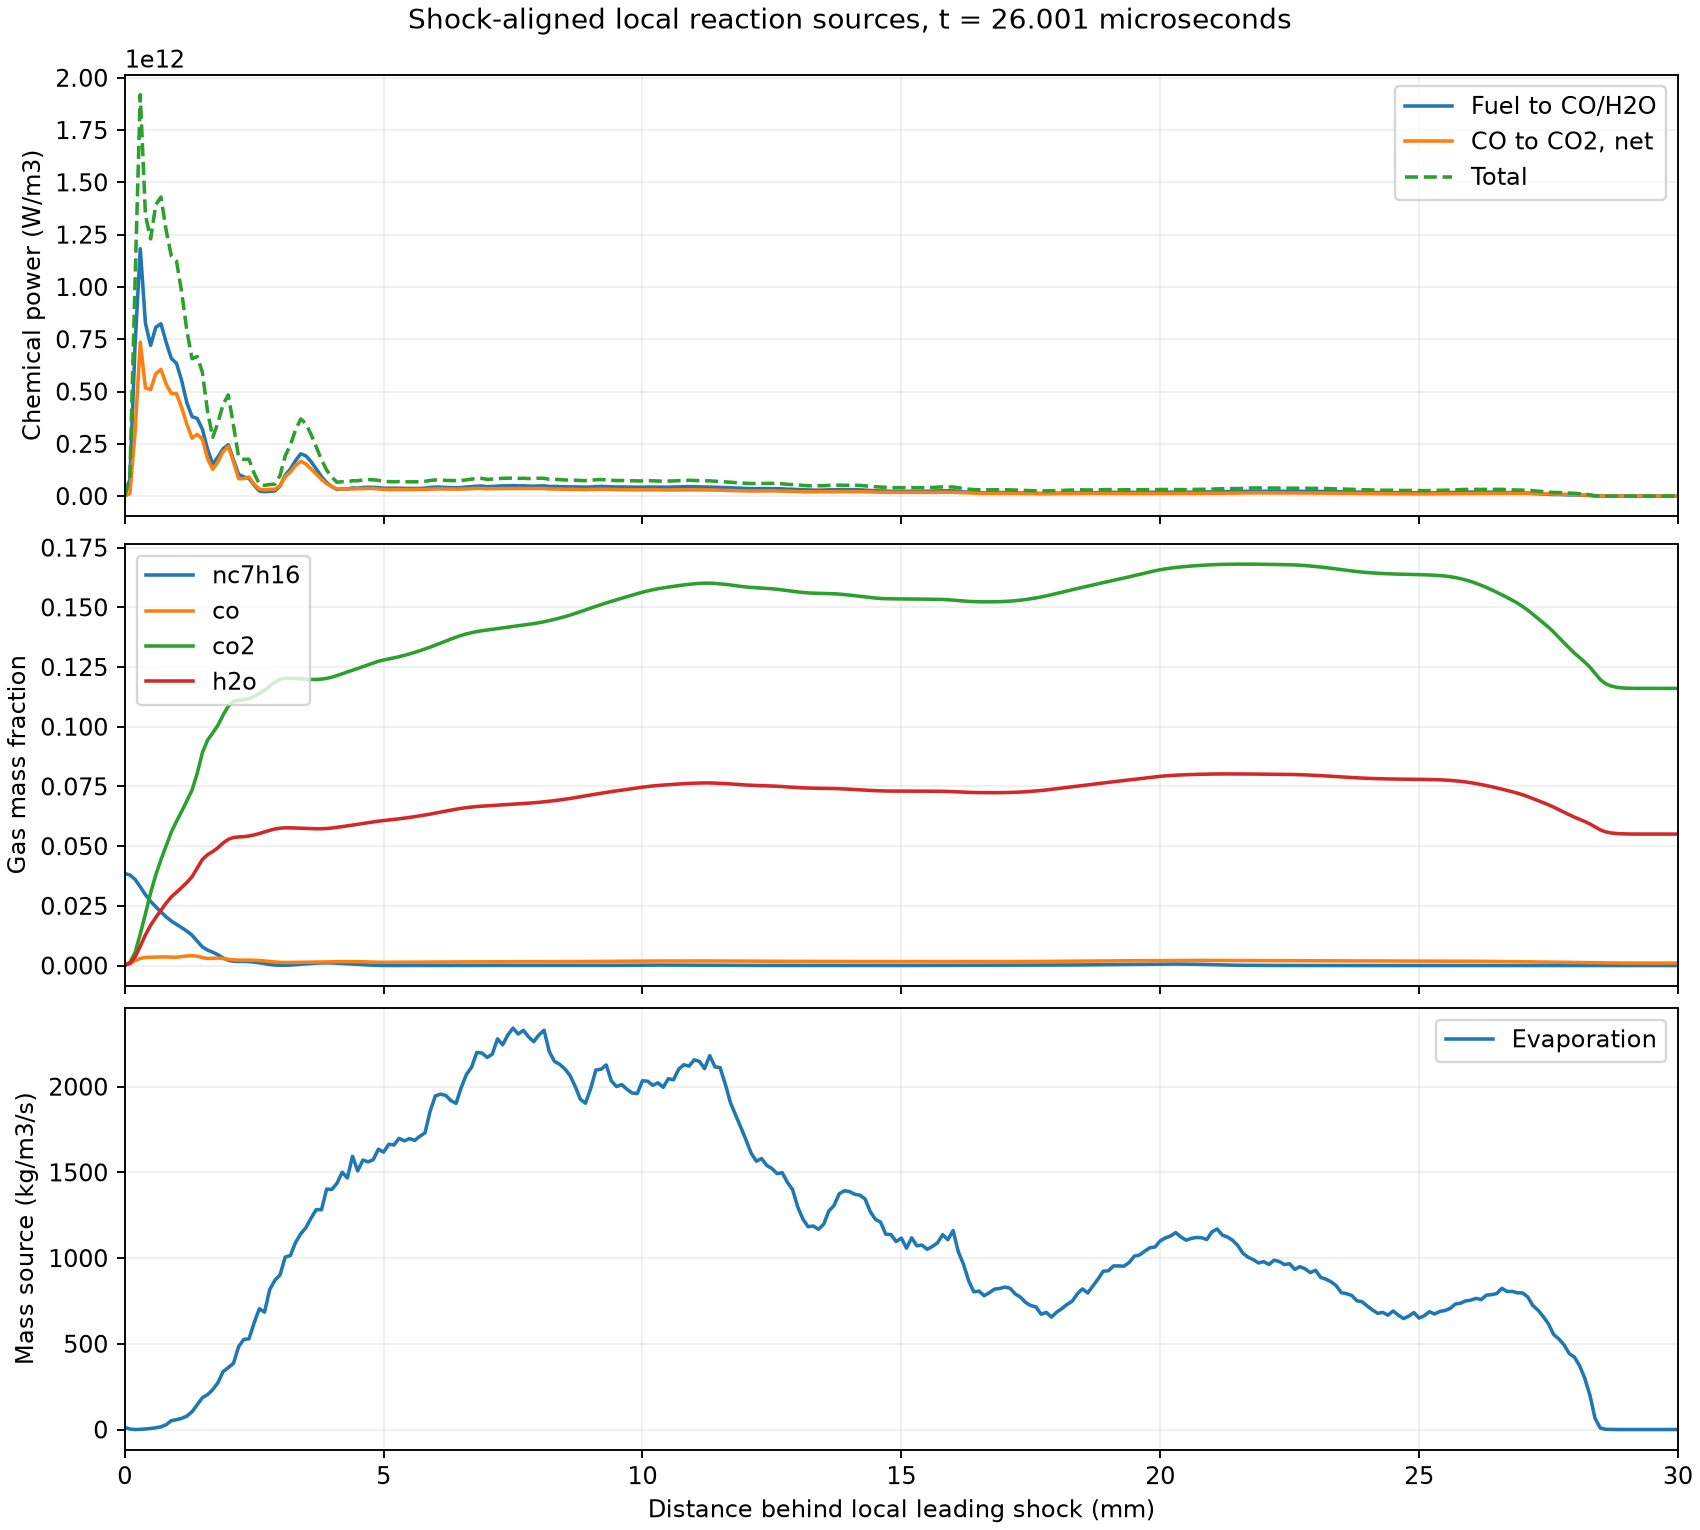 Shock-aligned local reaction sources, t = 26.001 microseconds
1e12
2.00
1.75
1.50
1.25
1.00
0.75
0.50
0.25
0.00
Chemical power (W/m3)
Fuel to CO/H2O
CO to CO2, net
Total
0.175
0.150
0.125
0.100
0.075
0.050
0.025
0.000
Gas mass fraction
nc7h16
co
co2
h2o
2000
1500
1000
500
0
Mass source (kg/m3/s)
Evaporation
0 5 10 15 20 25 30
Distance behind local leading shock (mm)